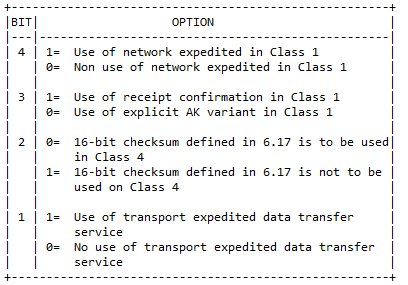 BIT OPTION
4 1= Use of network expedited in Class 1
0= Non use of network expedited in Class 1
3 1= Use of receipt confirmation in Class 1
0= Use of explicit AK variant in Class 1
2 0= 16-bit checksum defined in 6.17 is to be used
in Class 4
1= 16-bit checksum defined in 6.17 is not to be
used on Class 4
1 1= Use of transport expedited data transfer
service
0= No use of transport expedited data transfer
service